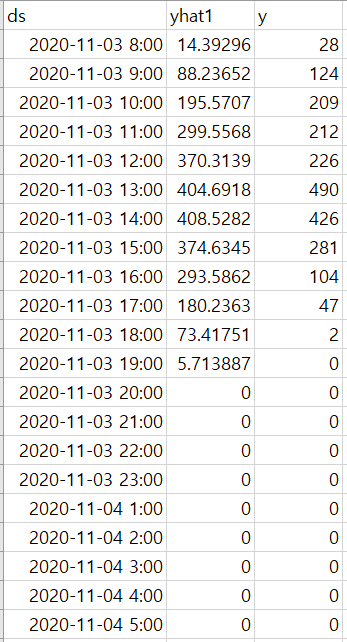 ds yhat1 y
2020-11-03 8:00 14.39296 28
2020-11-03 9:00 88.23652 124
2020-11-03 10:00 195.5707 209
2020-11-03 11:00 299.5568 212
2020-11-03 12:00 370.3139 226
2020-11-03 13:00 404.6918 490
2020-11-03 14:00 408.5282 426
2020-11-03 15:00 374.6345 281
2020-11-03 16:00 293.5862 104
2020-11-03 17:00 180.2363 47
2020-11-03 18:00 73.41751 2
2020-11-03 19:00 5.713887 0
2020-11-03 20:00 0 0
2020-11-03 21:00 0 0
2020-11-03 22:00 0 0
2020-11-03 23:00 0 0
2020-11-04 1:00 0 0
2020-11-04 2:00 0 0
2020-11-04 3:00 0 0
2020-11-04 4:00 0 0
2020-11-04 5:00 0 0